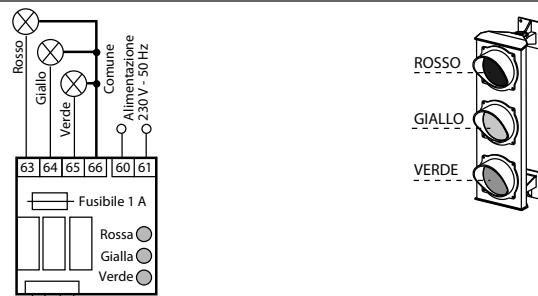 Rosso
Giallo
Verde
Comune
Alimentazione
230 V - 50 Hz
63 64 65 66 60 61
Fusibile 1 A
Rossa
Gialla
Verde
ROSSO
GIALLO
VERDE